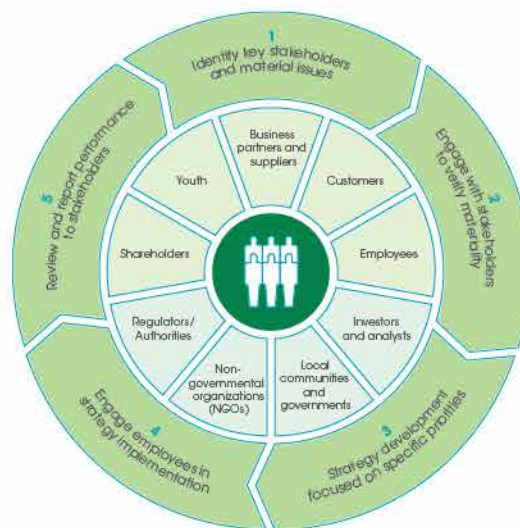 1
Identify key stakeholders
and material issues
2
Engage with stakeholders
to verify materiality
3
Strategy development
focused on specific priorities
4
Engage employees in
strategy implementation
5
Review and report performance
to stakeholders
Business
partners and
suppliers
Customers
Employees
Investors
and analysts
Local
communities
and
governments
Non-
governmental
organizations
(NGOs)
Regulators/
Authorities
Shareholders
Youth